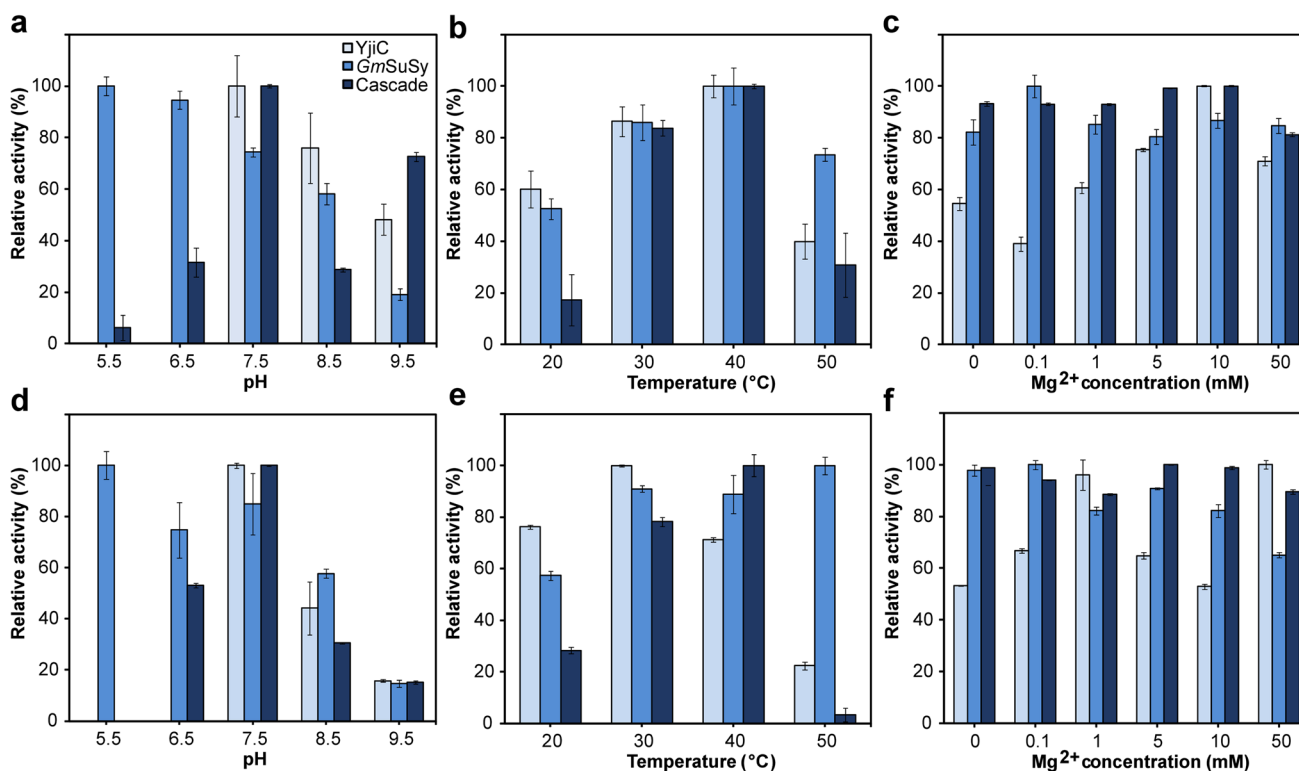 a
Relative activity (%)
100
80
60
40
20
0
YjiC
GmSuSy
Cascade
5.5 6.5 7.5 8.5 9.5
pH
b
Relative activity (%)
100
80
60
40
20
0
20 30 40 50
Temperature (°C)
c
Relative activity (%)
100
80
60
40
20
0
0 0.1 1 5 10 50
Mg2+ concentration (mM)
d
Relative activity (%)
100
80
60
40
20
0
5.5 6.5 7.5 8.5 9.5
pH
e
Relative activity (%)
100
80
60
40
20
0
20 30 40 50
Temperature (°C)
f
Relative activity (%)
100
80
60
40
20
0
0 0.1 1 5 10 50
Mg2+ concentration (mM)